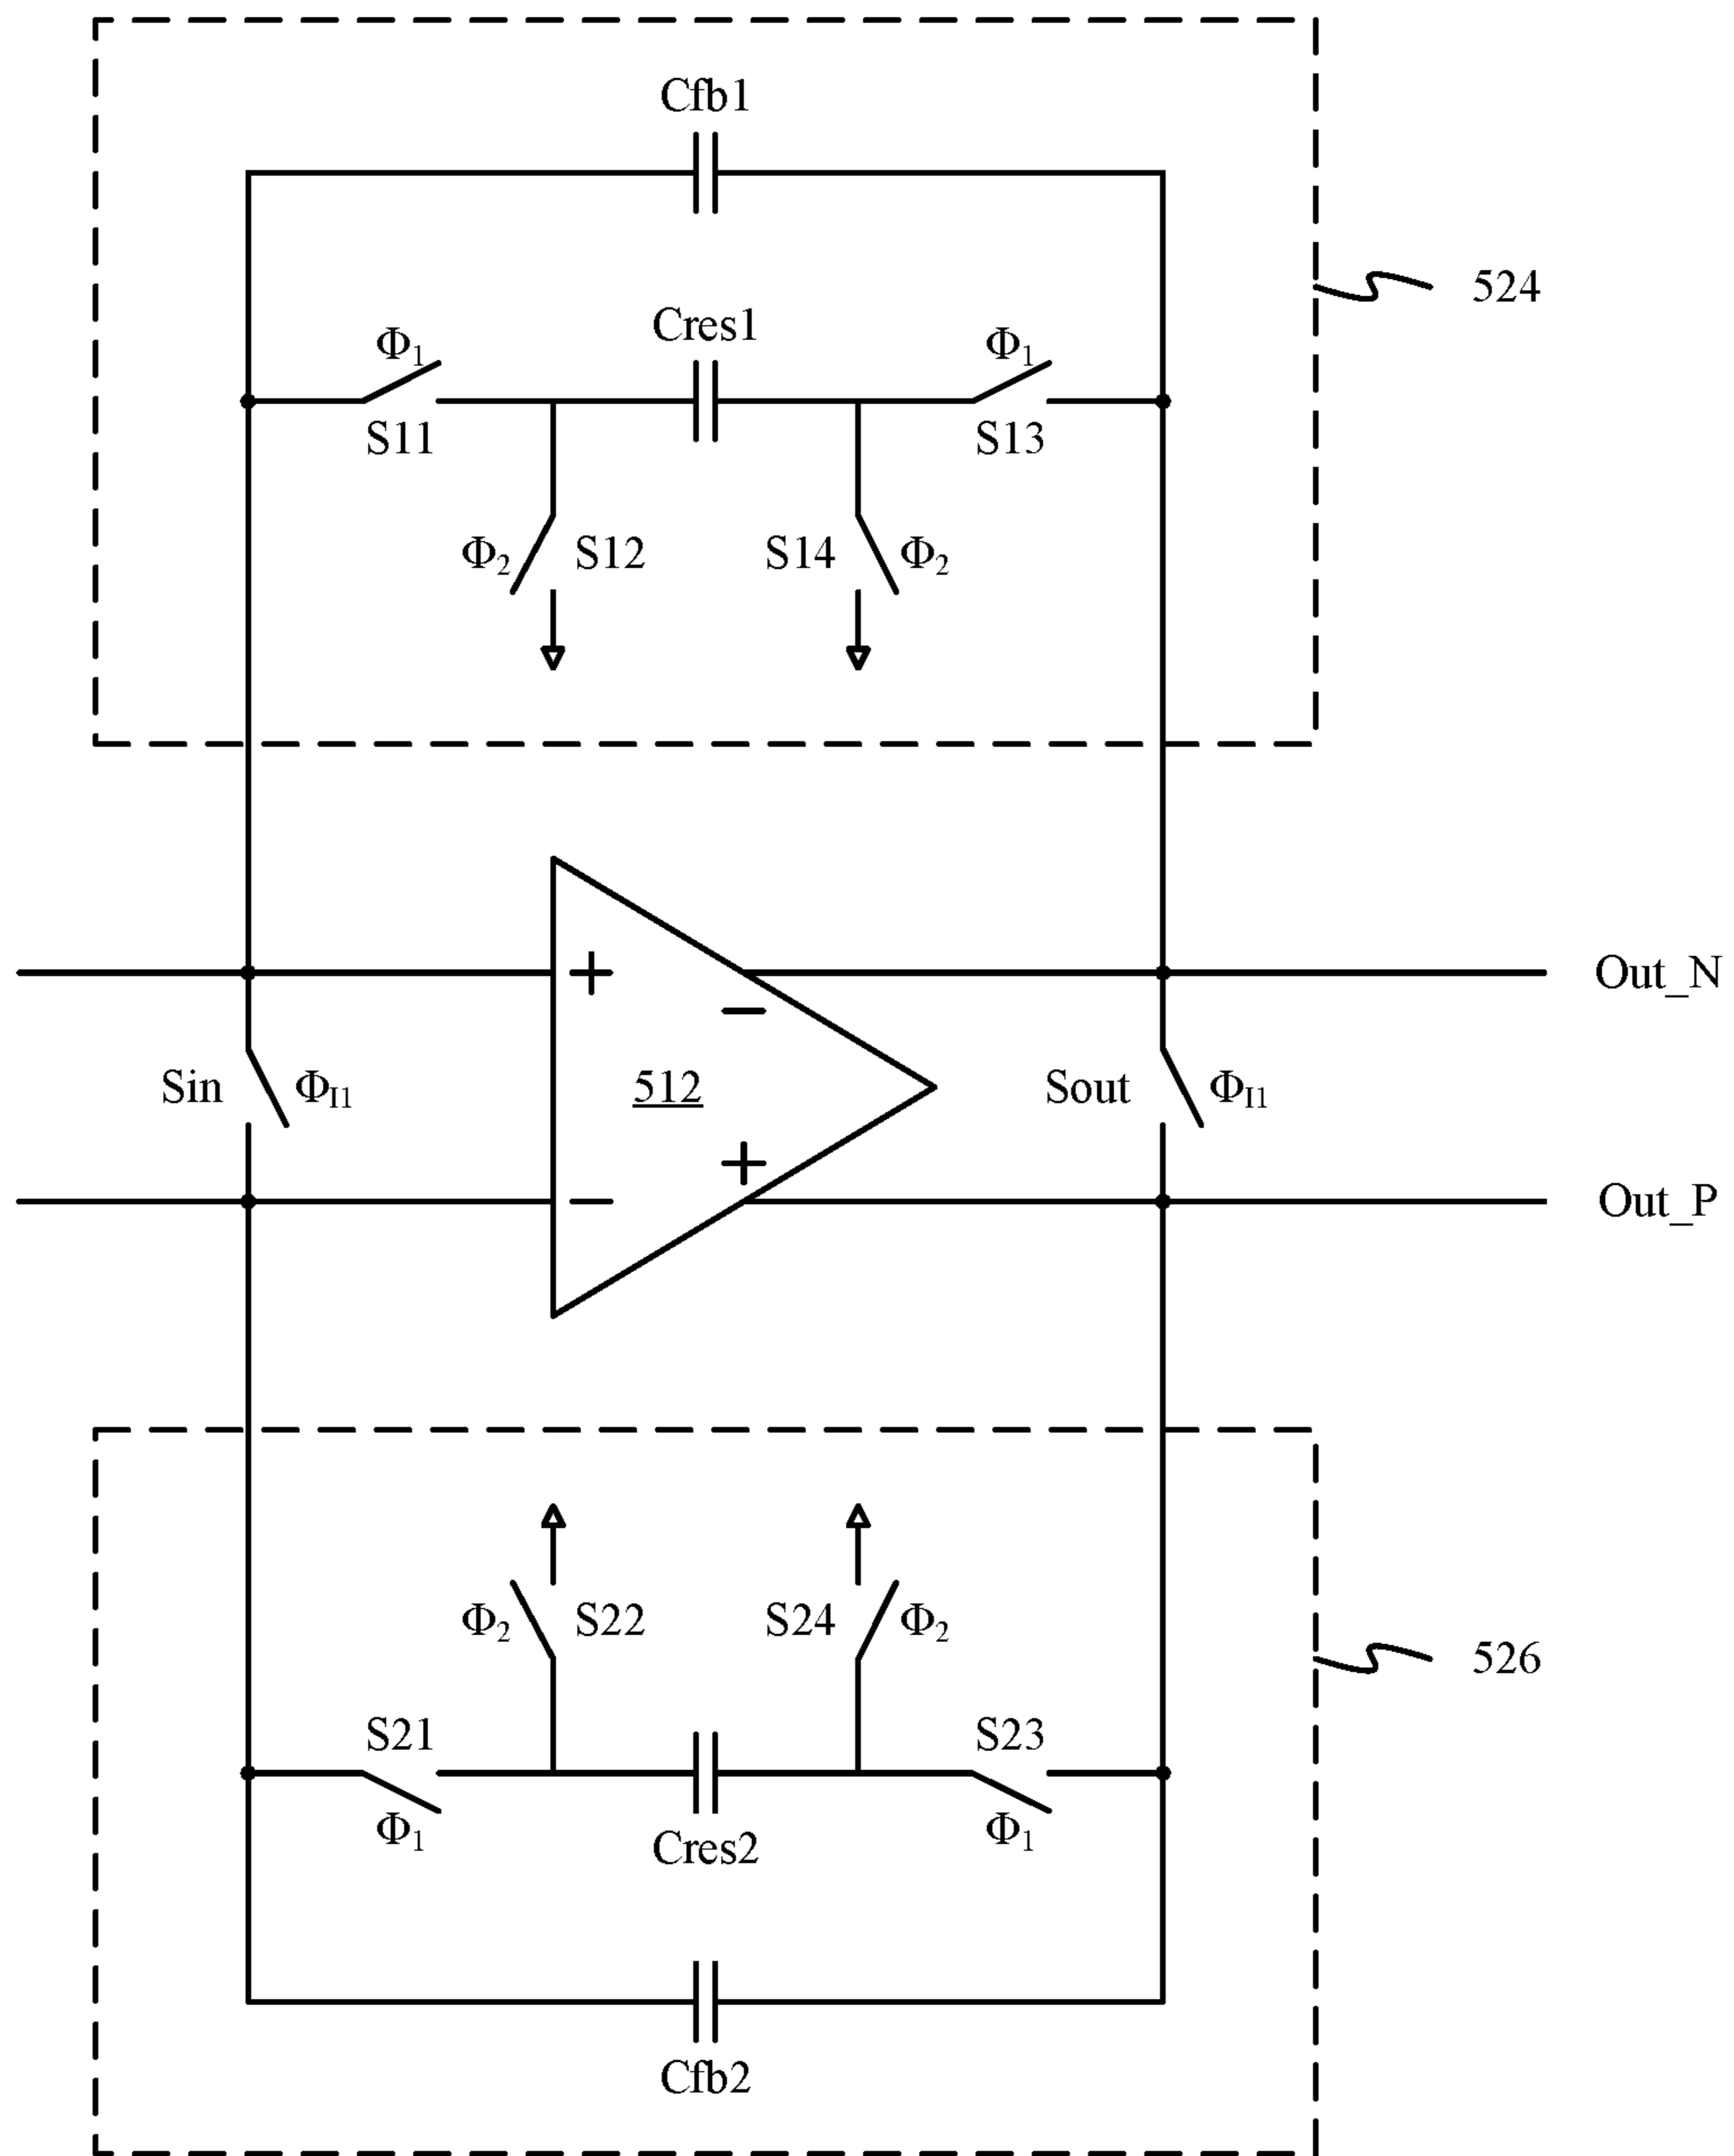 Cfb1
524
Cres1
Φ1 Φ1
S11 S13
Φ2 S12 S14 Φ2
+ Out_N
−
Sin ΦI1 512 Sout ΦI1
+
− Out_P
Φ2 S22 S24 Φ2
526
S21 S23
Φ1 Φ1
Cres2
Cfb2